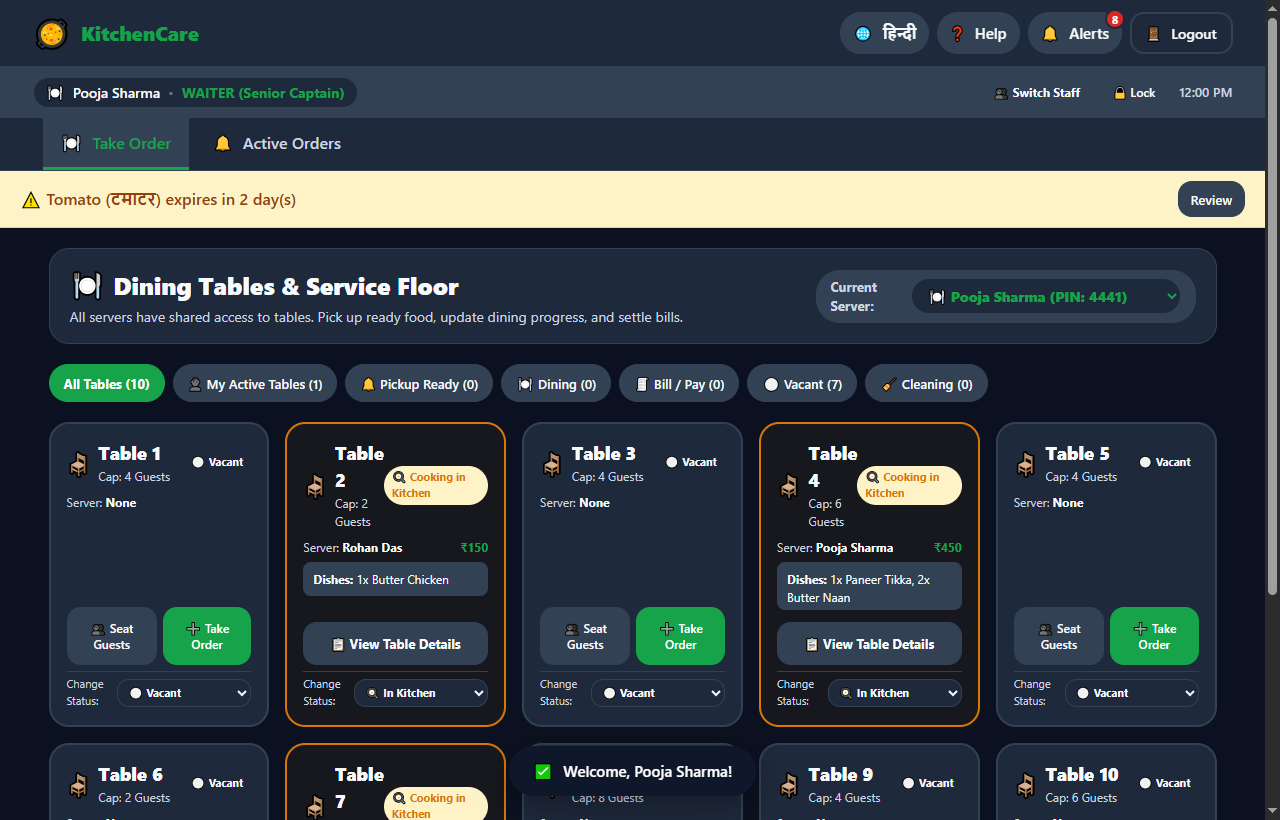 KitchenCare
हिन्दी
Help
Alerts
8
Logout
Pooja Sharma • WAITER (Senior Captain)
Switch Staff
Lock
12:00 PM
Take Order
Active Orders
Tomato (टमाटर) expires in 2 day(s)
Review
Dining Tables & Service Floor
All servers have shared access to tables. Pick up ready food, update dining progress, and settle bills.
Current
Server:
Pooja Sharma (PIN: 4441)
All Tables (10)
My Active Tables (1)
Pickup Ready (0)
Dining (0)
Bill / Pay (0)
Vacant (7)
Cleaning (0)
Table 1
Cap: 4 Guests
Vacant
Server: None
Seat
Guests
Take
Order
Change
Status:
Vacant
Table
2
Cap: 2
Guests
Cooking in
Kitchen
Server: Rohan Das
₹150
Dishes: 1x Butter Chicken
View Table Details
Change
Status:
In Kitchen
Table 3
Cap: 4 Guests
Vacant
Server: None
Seat
Guests
Take
Order
Change
Status:
Vacant
Table
4
Cap: 6
Guests
Cooking in
Kitchen
Server: Pooja Sharma
₹450
Dishes: 1x Paneer Tikka, 2x
Butter Naan
View Table Details
Change
Status:
In Kitchen
Table 5
Cap: 4 Guests
Vacant
Server: None
Seat
Guests
Take
Order
Change
Status:
Vacant
Table 6
Cap: 2 Guests
Vacant
Table
7
Cooking in
Kitchen
Welcome, Pooja Sharma!
Cap: 8 Guests
Table 9
Cap: 4 Guests
Vacant
Table 10
Cap: 6 Guests
Vacant